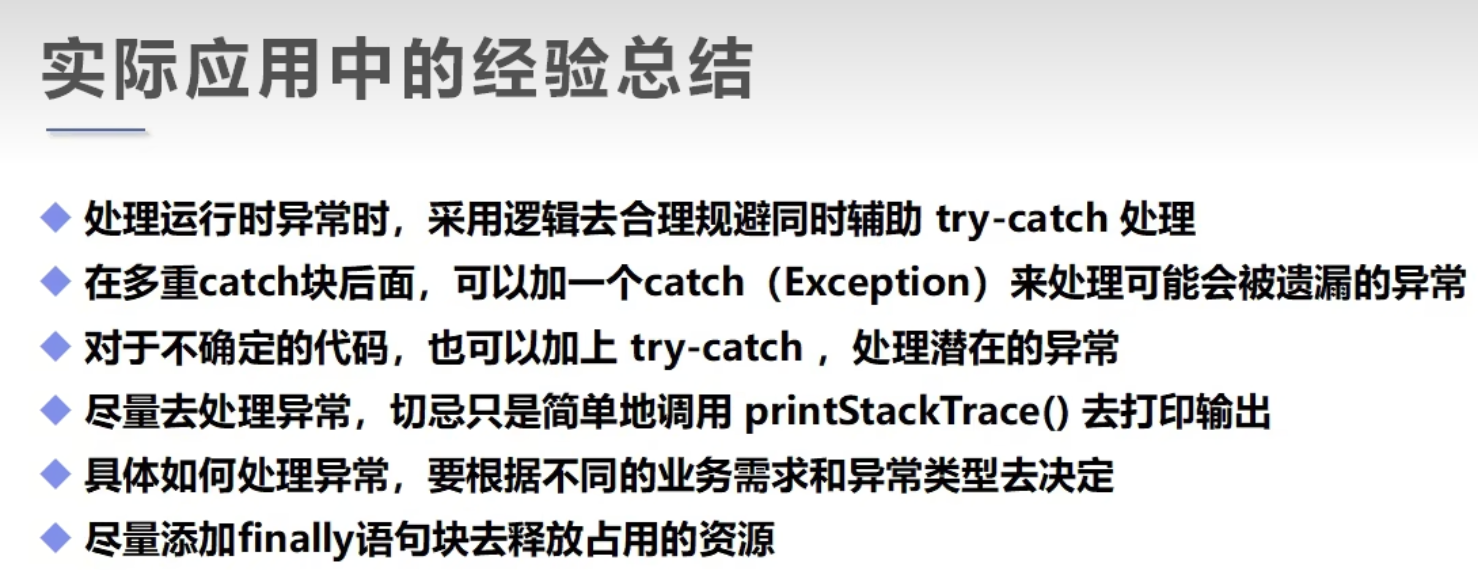 实际应用中的经验总结
处理运行时异常时，采用逻辑去合理规避同时辅助 try-catch 处理
在多重catch块后面，可以加一个catch（Exception）来处理可能会被遗漏的异常
对于不确定的代码，也可以加上 try-catch ，处理潜在的异常
尽量去处理异常，切忌只是简单地调用 printStackTrace() 去打印输出
具体如何处理异常，要根据不同的业务需求和异常类型去决定
尽量添加finally语句块去释放占用的资源